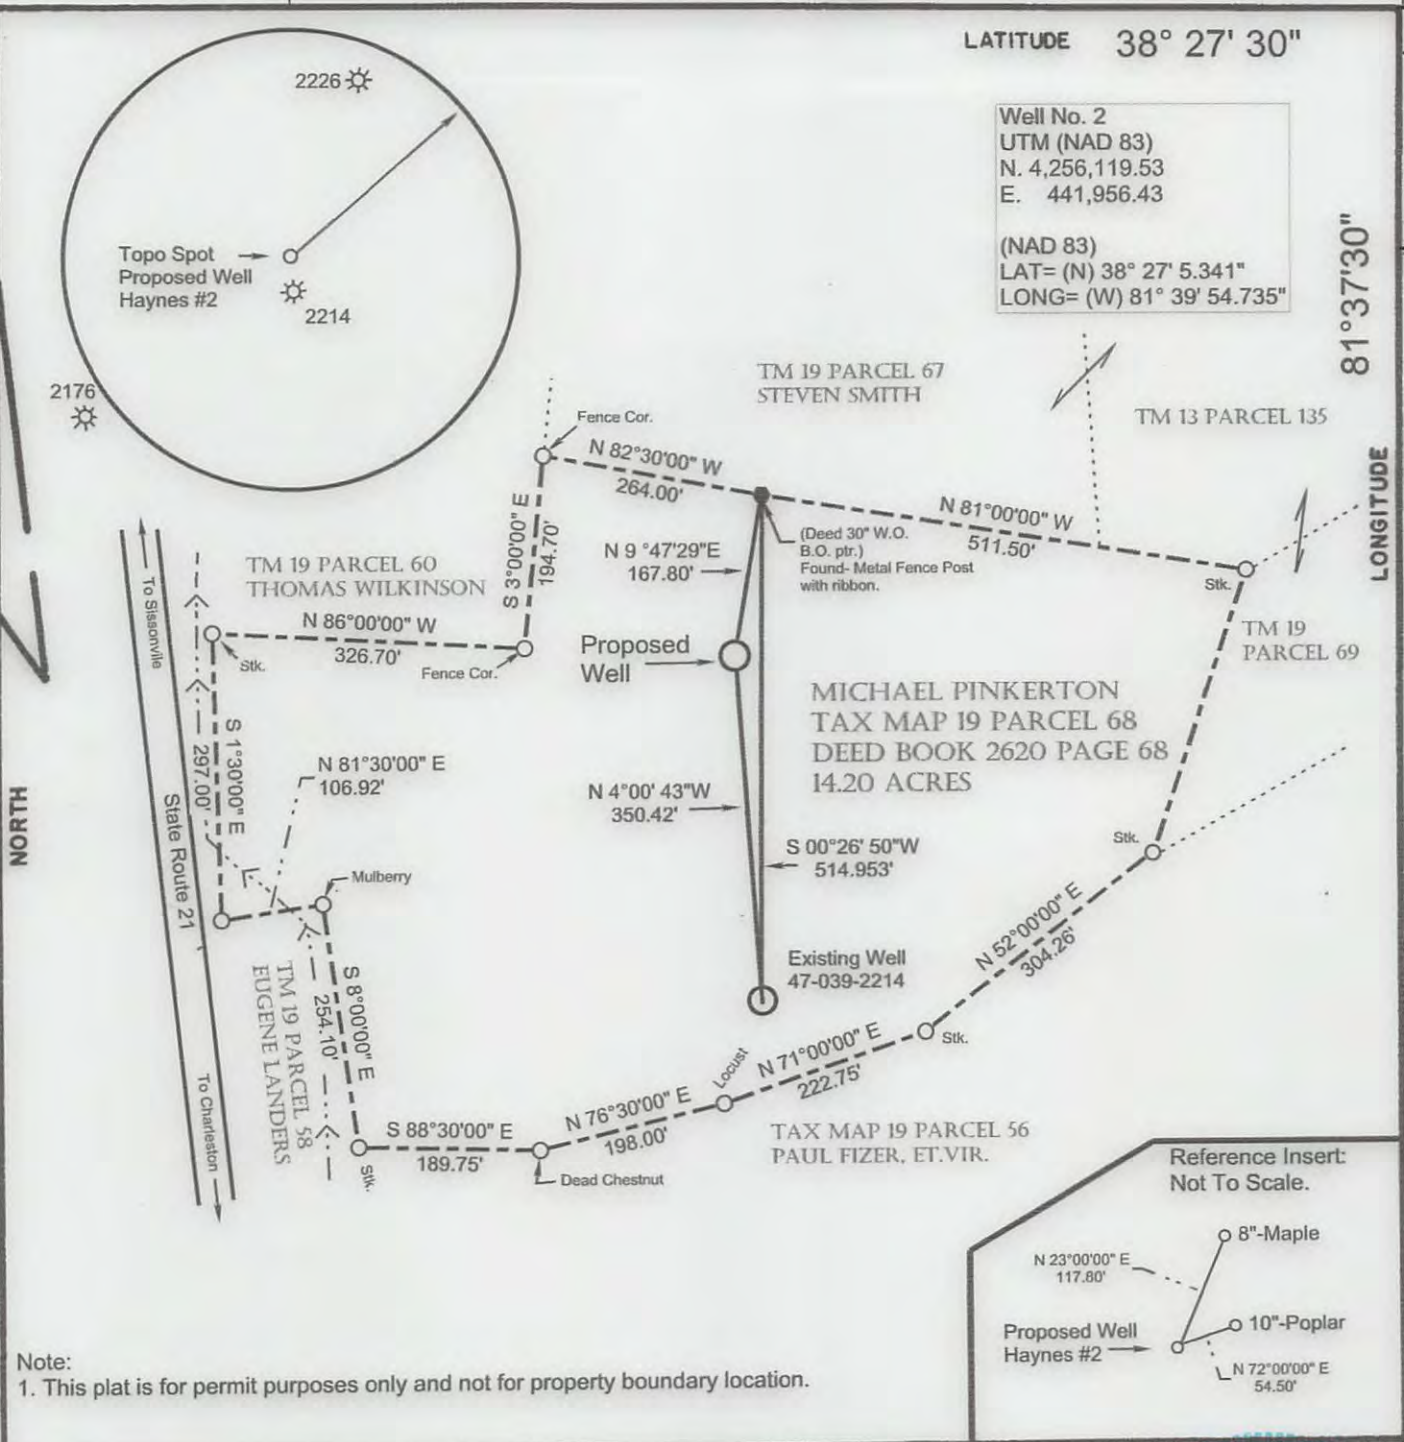 LATITUDE 38° 27' 30"
2226
Well No. 2
UTM (NAD 83)
N. 4,256,119.53
E. 441,956.43
(NAD 83)
LAT= (N) 38° 27' 5.341"
LONG= (W) 81° 39' 54.735"
81°37'30"
LONGITUDE
Topo Spot
Proposed Well
Haynes #2
2214
2176
TM 19 PARCEL 67
STEVEN SMITH
TM 13 PARCEL 135
Fence Cor.
N 82°30'00" W
264.00'
N 81°00'00" W
511.50'
(Deed 30" W.O.
B.O. ptr.)
Found- Metal Fence Post
with ribbon.
Stk.
S 3°00'00" E
194.70'
N 9 °47'29"E
167.80'
TM 19 PARCEL 60
THOMAS WILKINSON
N 86°00'00" W
326.70'
Stk.
Fence Cor.
To Sissonvile
Proposed
Well
TM 19
PARCEL 69
MICHAEL PINKERTON
TAX MAP 19 PARCEL 68
DEED BOOK 2620 PAGE 68
14.20 ACRES
S 1°30'00" E
297.00'
N 81°30'00" E
106.92'
N 4°00' 43"W
350.42'
S 00°26' 50"W
514.953'
Stk.
NORTH
State Route 21
Mulberry
N 52°00'00" E
304.26'
Existing Well
47-039-2214
TM 19 PARCEL 58
EUGENE LANDERS
S 8°00'00" E
254.10'
Stk.
Locust
N 71°00'00" E
222.75'
To Charleston
Stk.
S 88°30'00" E
189.75'
N 76°30'00" E
198.00'
Dead Chestnut
TAX MAP 19 PARCEL 56
PAUL FIZER, ET.VIR.
Reference Insert:
Not To Scale.
8"-Maple
N 23°00'00" E
117.80'
Proposed Well
Haynes #2
10"-Poplar
N 72°00'00" E
54.50'
Note:
1. This plat is for permit purposes only and not for property boundary location.